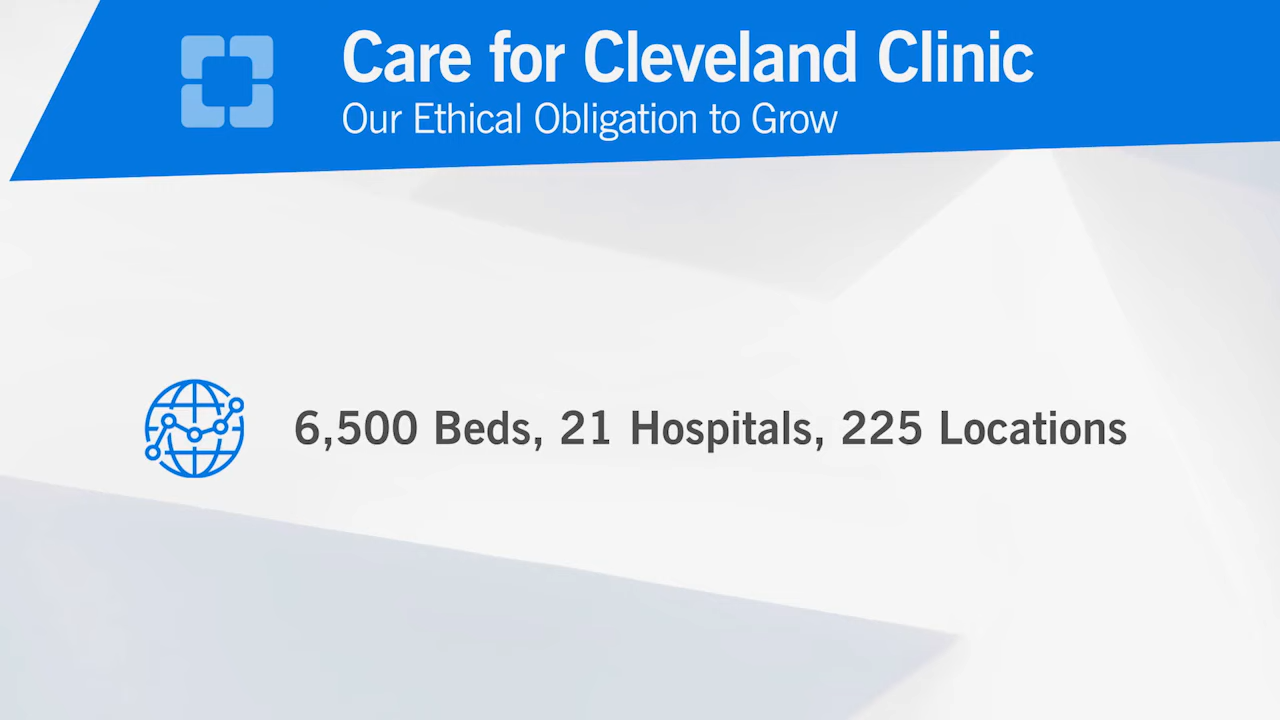 Care for Cleveland Clinic
Our Ethical Obligation to Grow
6,500 Beds, 21 Hospitals, 225 Locations